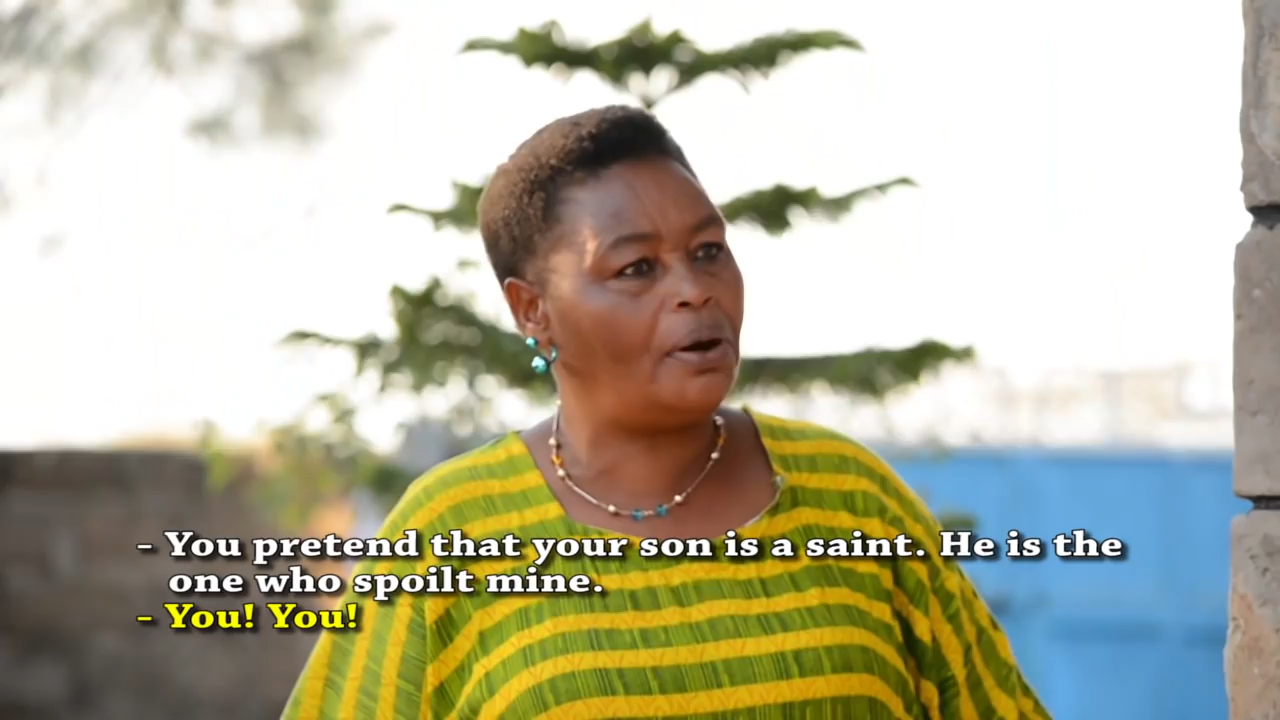 - You pretend that your son is a saint. He is the
one who spoilt mine.
- You! You!